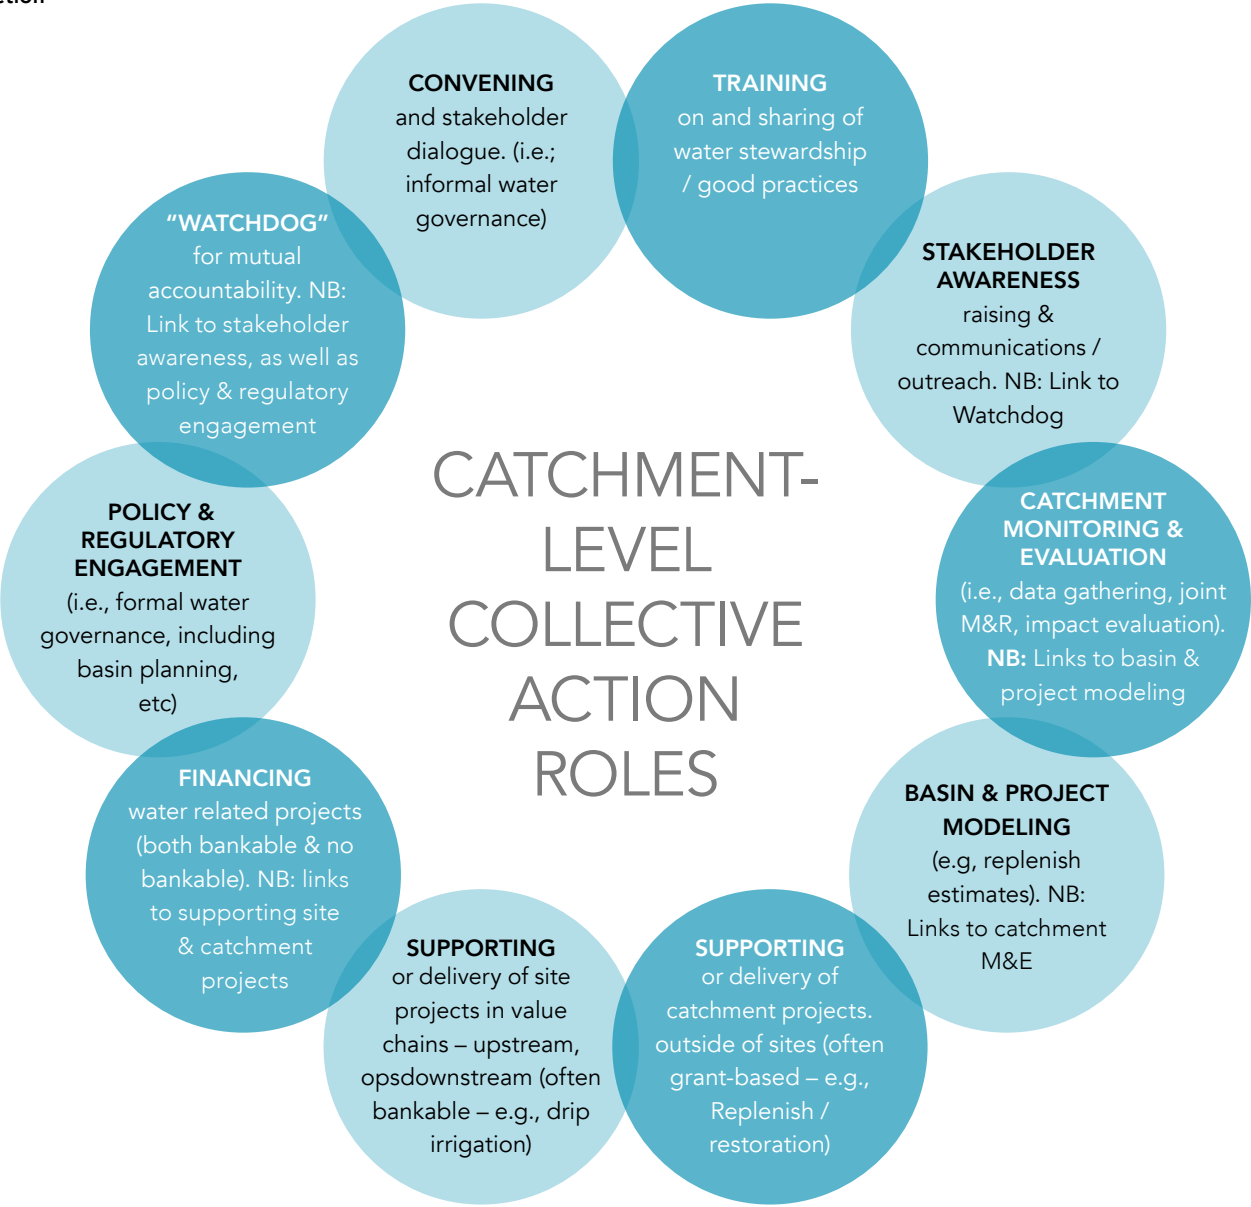 CONVENING
and stakeholder
dialogue. (i.e.;
informal water
governance)
TRAINING
on and sharing of
water stewardship
/ good practices
STAKEHOLDER
AWARENESS
raising &
communications /
outreach. NB: Link to
Watchdog
CATCHMENT
MONITORING &
EVALUATION
(i.e., data gathering, joint
M&R, impact evaluation).
NB: Links to basin &
project modeling
BASIN & PROJECT
MODELING
(e.g, replenish
estimates). NB:
Links to catchment
M&E
SUPPORTING
or delivery of
catchment projects.
outside of sites (often
grant-based – e.g.,
Replenish /
restoration)
SUPPORTING
or delivery of site
projects in value
chains – upstream,
opsdownstream (often
bankable – e.g., drip
irrigation)
FINANCING
water related projects
(both bankable & no
bankable). NB: links
to supporting site
& catchment
projects
POLICY &
REGULATORY
ENGAGEMENT
(i.e., formal water
governance, including
basin planning,
etc)
“WATCHDOG”
for mutual
accountability. NB:
Link to stakeholder
awareness, as well as
policy & regulatory
engagement
CATCHMENT-
LEVEL
COLLECTIVE
ACTION
ROLES